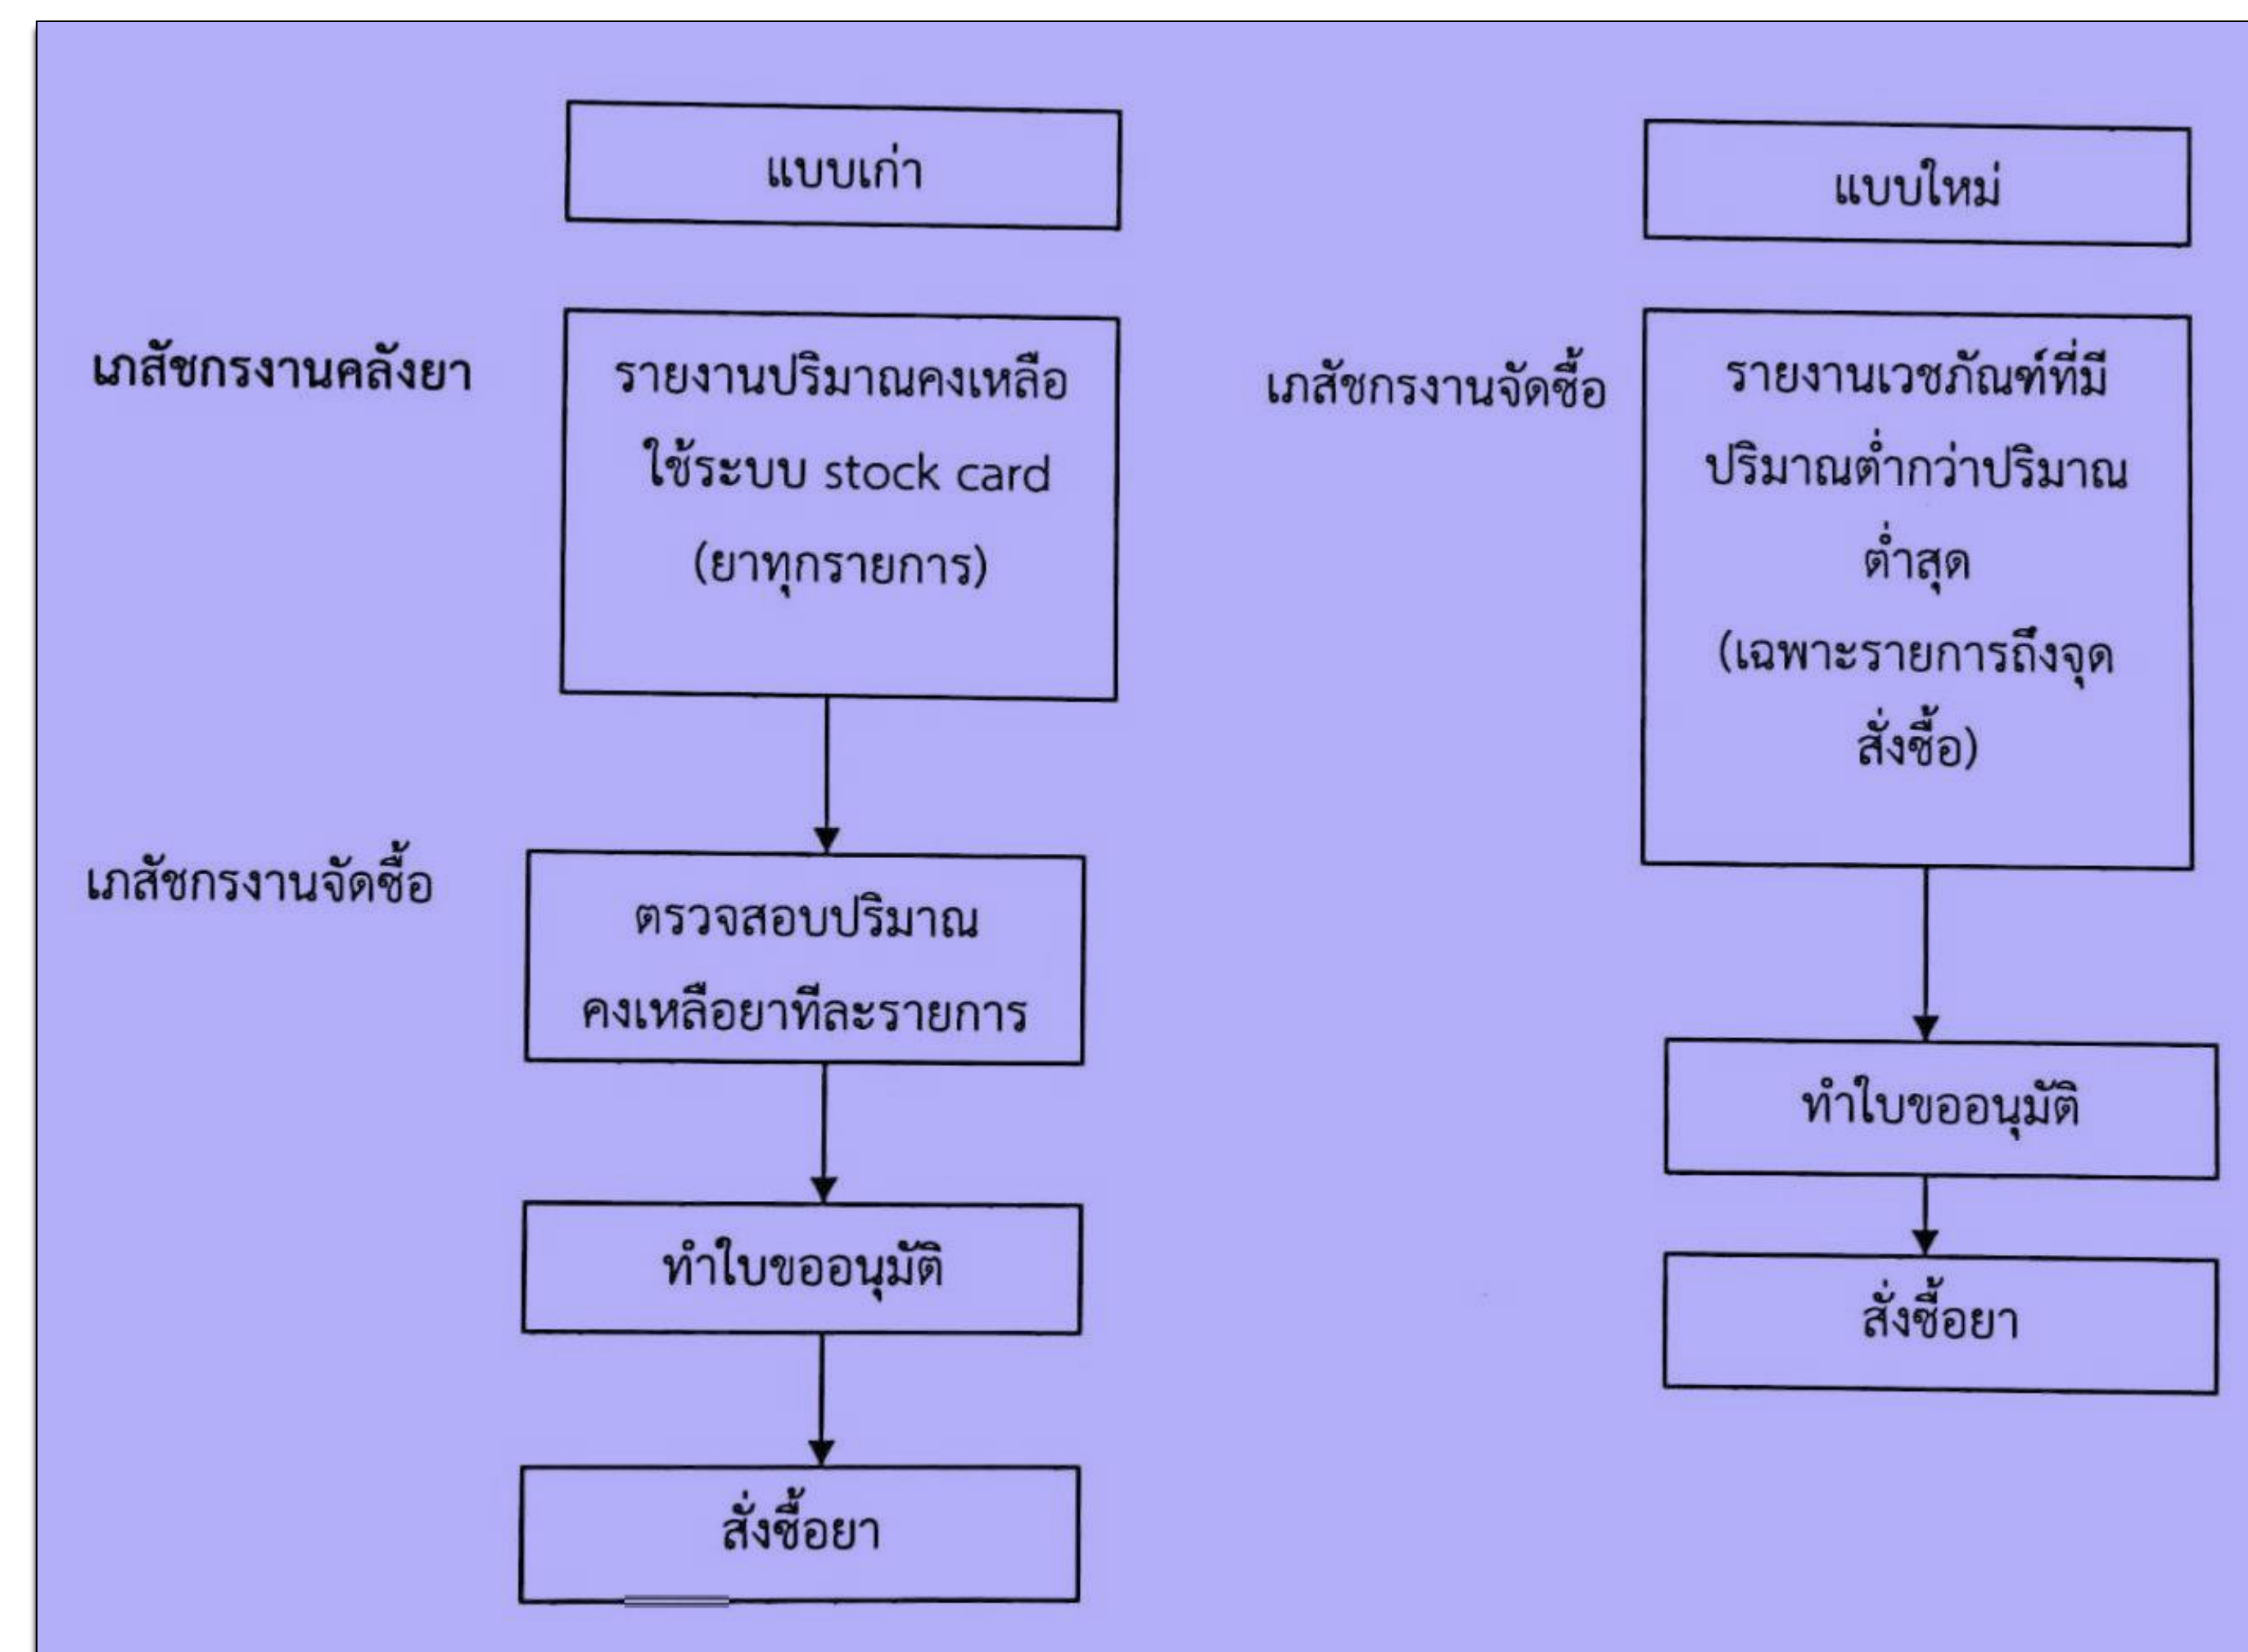 แบบเก่า
เภสัชกรงานคลังยา
รายงานปริมาณคงเหลือ
ใช้ระบบ stock card
(ยาทุกรายการ)
เภสัชกรงานจัดซื้อ
ตรวจสอบปริมาณ
คงเหลือยาทีละรายการ
ทำใบขออนุมัติ
สั่งซื้อยา
แบบใหม่
เภสัชกรงานจัดซื้อ
รายงานเวชภัณฑ์ที่มี
ปริมาณต่ำกว่าปริมาณ
ต่ำสุด
(เฉพาะรายการถึงจุด
สั่งซื้อ)
ทำใบขออนุมัติ
สั่งซื้อยา